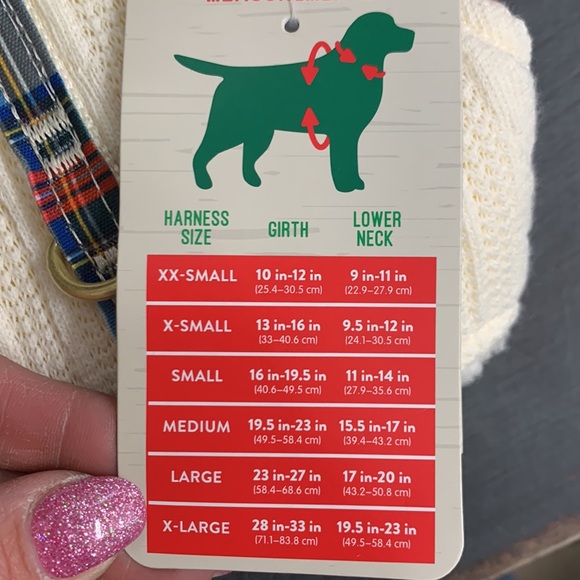 HARNESS SIZE GIRTH LOWER NECK
XX-SMALL 10 in-12 in 9 in-11 in
(25.4–30.5 cm) (22.9–27.9 cm)
X-SMALL 13 in-16 in 9.5 in-12 in
(33–40.6 cm) (24.1–30.5 cm)
SMALL 16 in-19.5 in 11 in-14 in
(40.6–49.5 cm) (27.9–35.6 cm)
MEDIUM 19.5 in-23 in 15.5 in-17 in
(49.5–58.4 cm) (39.4–43.2 cm)
LARGE 23 in-27 in 17 in-20 in
(58.4–68.6 cm) (43.2–50.8 cm)
X-LARGE 28 in-33 in 19.5 in-23 in
(71.1–83.8 cm) (49.5–58.4 cm)